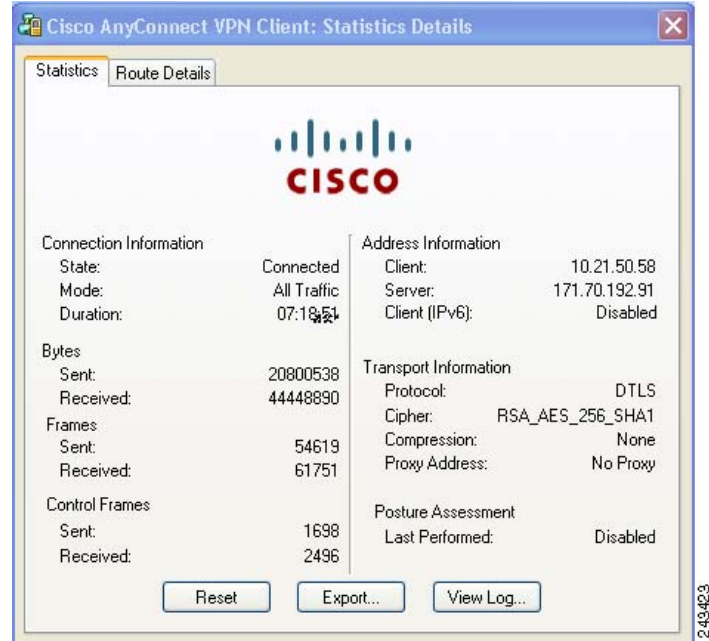 Cisco AnyConnect VPN Client: Statistics Details
Statistics
Route Details
CISCO
Connection Information
State: Connected
Mode: All Traffic
Duration:
Bytes
Sent: 20800538
Received: 44448890
Frames
Sent: 54619
Received: 61751
Control Frames
Sent: 1698
Received: 2496
Address Information
Client: 10.21.50.58
Server: 171.70.192.91
Client (IPv6): Disabled
Transport Information
Protocol: DTLS
Cipher: RSA_AES_256_SHA1
Compression: None
Proxy Address: No Proxy
Posture Assessment
Last Performed: Disabled
Reset
Export...
View Log...
243423